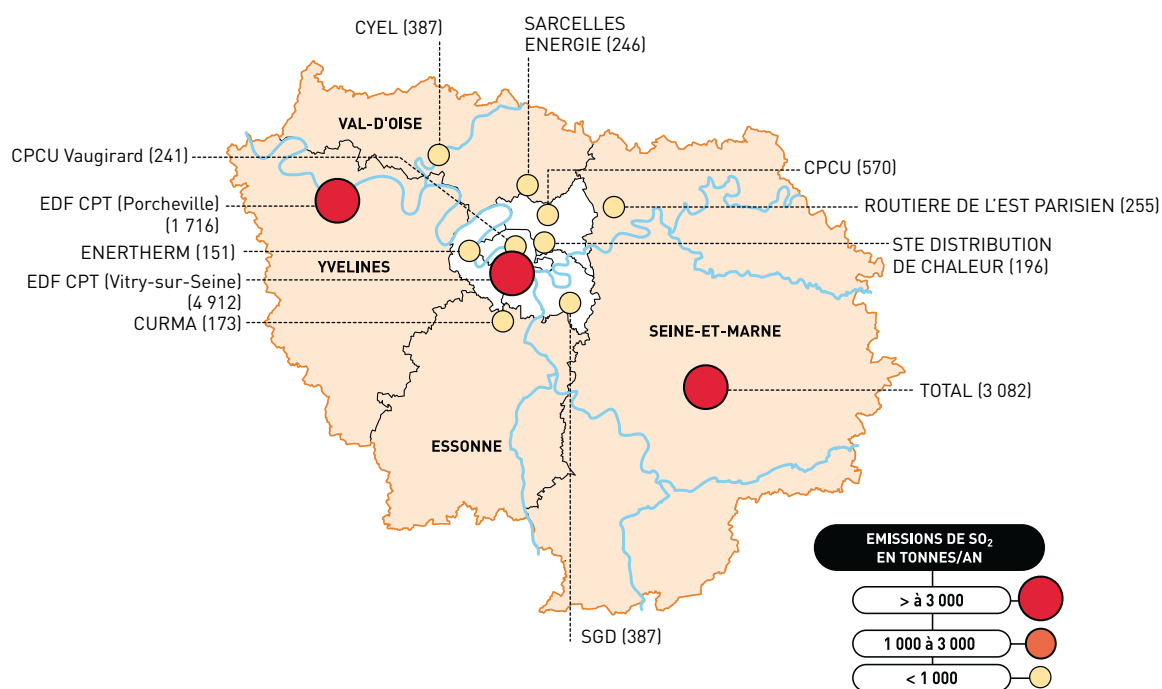 CYEL (387)
SARCELLES
ENERGIE (246)
VAL-D'OISE
CPCU Vaugirard (241)
CPCU (570)
EDF CPT (Porcheville)
(1 716)
ROUTIERE DE L'EST PARISIEN (255)
ENERTHERM (151)
YVELINES
STE DISTRIBUTION
DE CHALEUR (196)
EDF CPT (Vitry-sur-Seine)
(4 912)
CURMA (173)
SEINE-ET-MARNE
TOTAL (3 082)
ESSONNE
SGD (387)
EMISSIONS DE SO₂
EN TONNES/AN
> à 3 000
1 000 à 3 000
< 1 000